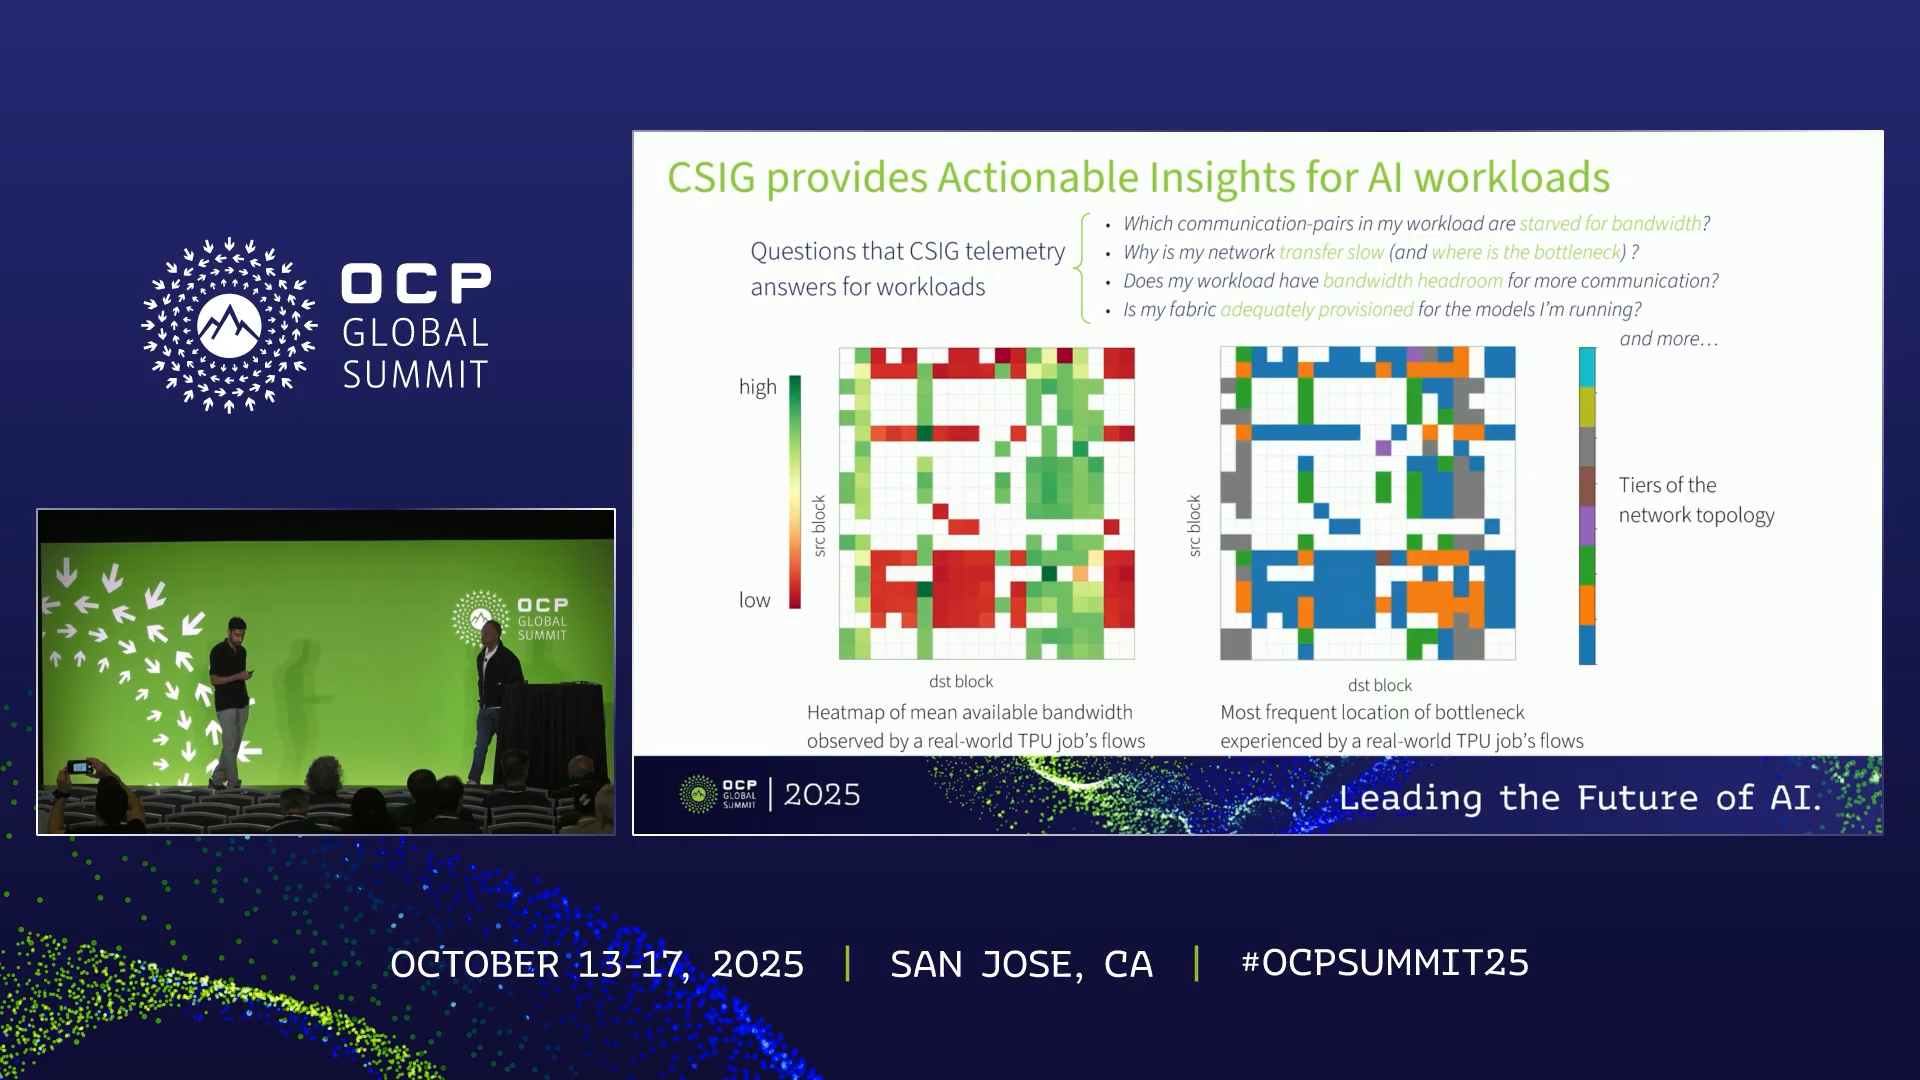 OCP
GLOBAL
SUMMIT
OCP
GLOBAL
SUMMIT
CSIG provides Actionable Insights for AI workloads
Questions that CSIG telemetry
answers for workloads
• Which communication-pairs in my workload are starved for bandwidth?
• Why is my network transfer slow (and where is the bottleneck) ?
• Does my workload have bandwidth headroom for more communication?
• Is my fabric adequately provisioned for the models I'm running?
and more...
high
low
src block
dst block
Heatmap of mean available bandwidth
observed by a real-world TPU job's flows
src block
dst block
Most frequent location of bottleneck
experienced by a real-world TPU job's flows
Tiers of the
network topology
OCP
GLOBAL
SUMMIT
2025
Leading the Future of AI.
OCTOBER 13-17, 2025 | SAN JOSE, CA | #OCPSUMMIT25